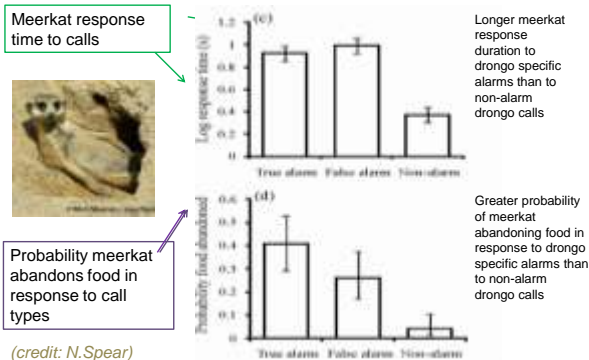 Meerkat response
time to calls
(c)
Log response time (s)
1.2
1
0.8
0.6
0.4
0.2
0
True alarm False alarm Non-alarm
Longer meerkat
response
duration to
drongo specific
alarms than to
non-alarm
drongo calls
Probability meerkat
abandons food in
response to call
types
(d)
Probability food abandoned
0.6
0.5
0.4
0.3
0.2
0.1
0
True alarm False alarm Non-alarm
Greater probability
of meerkat
abandoning food in
response to drongo
specific alarms than
to non-alarm
drongo calls
(credit: N.Spear)